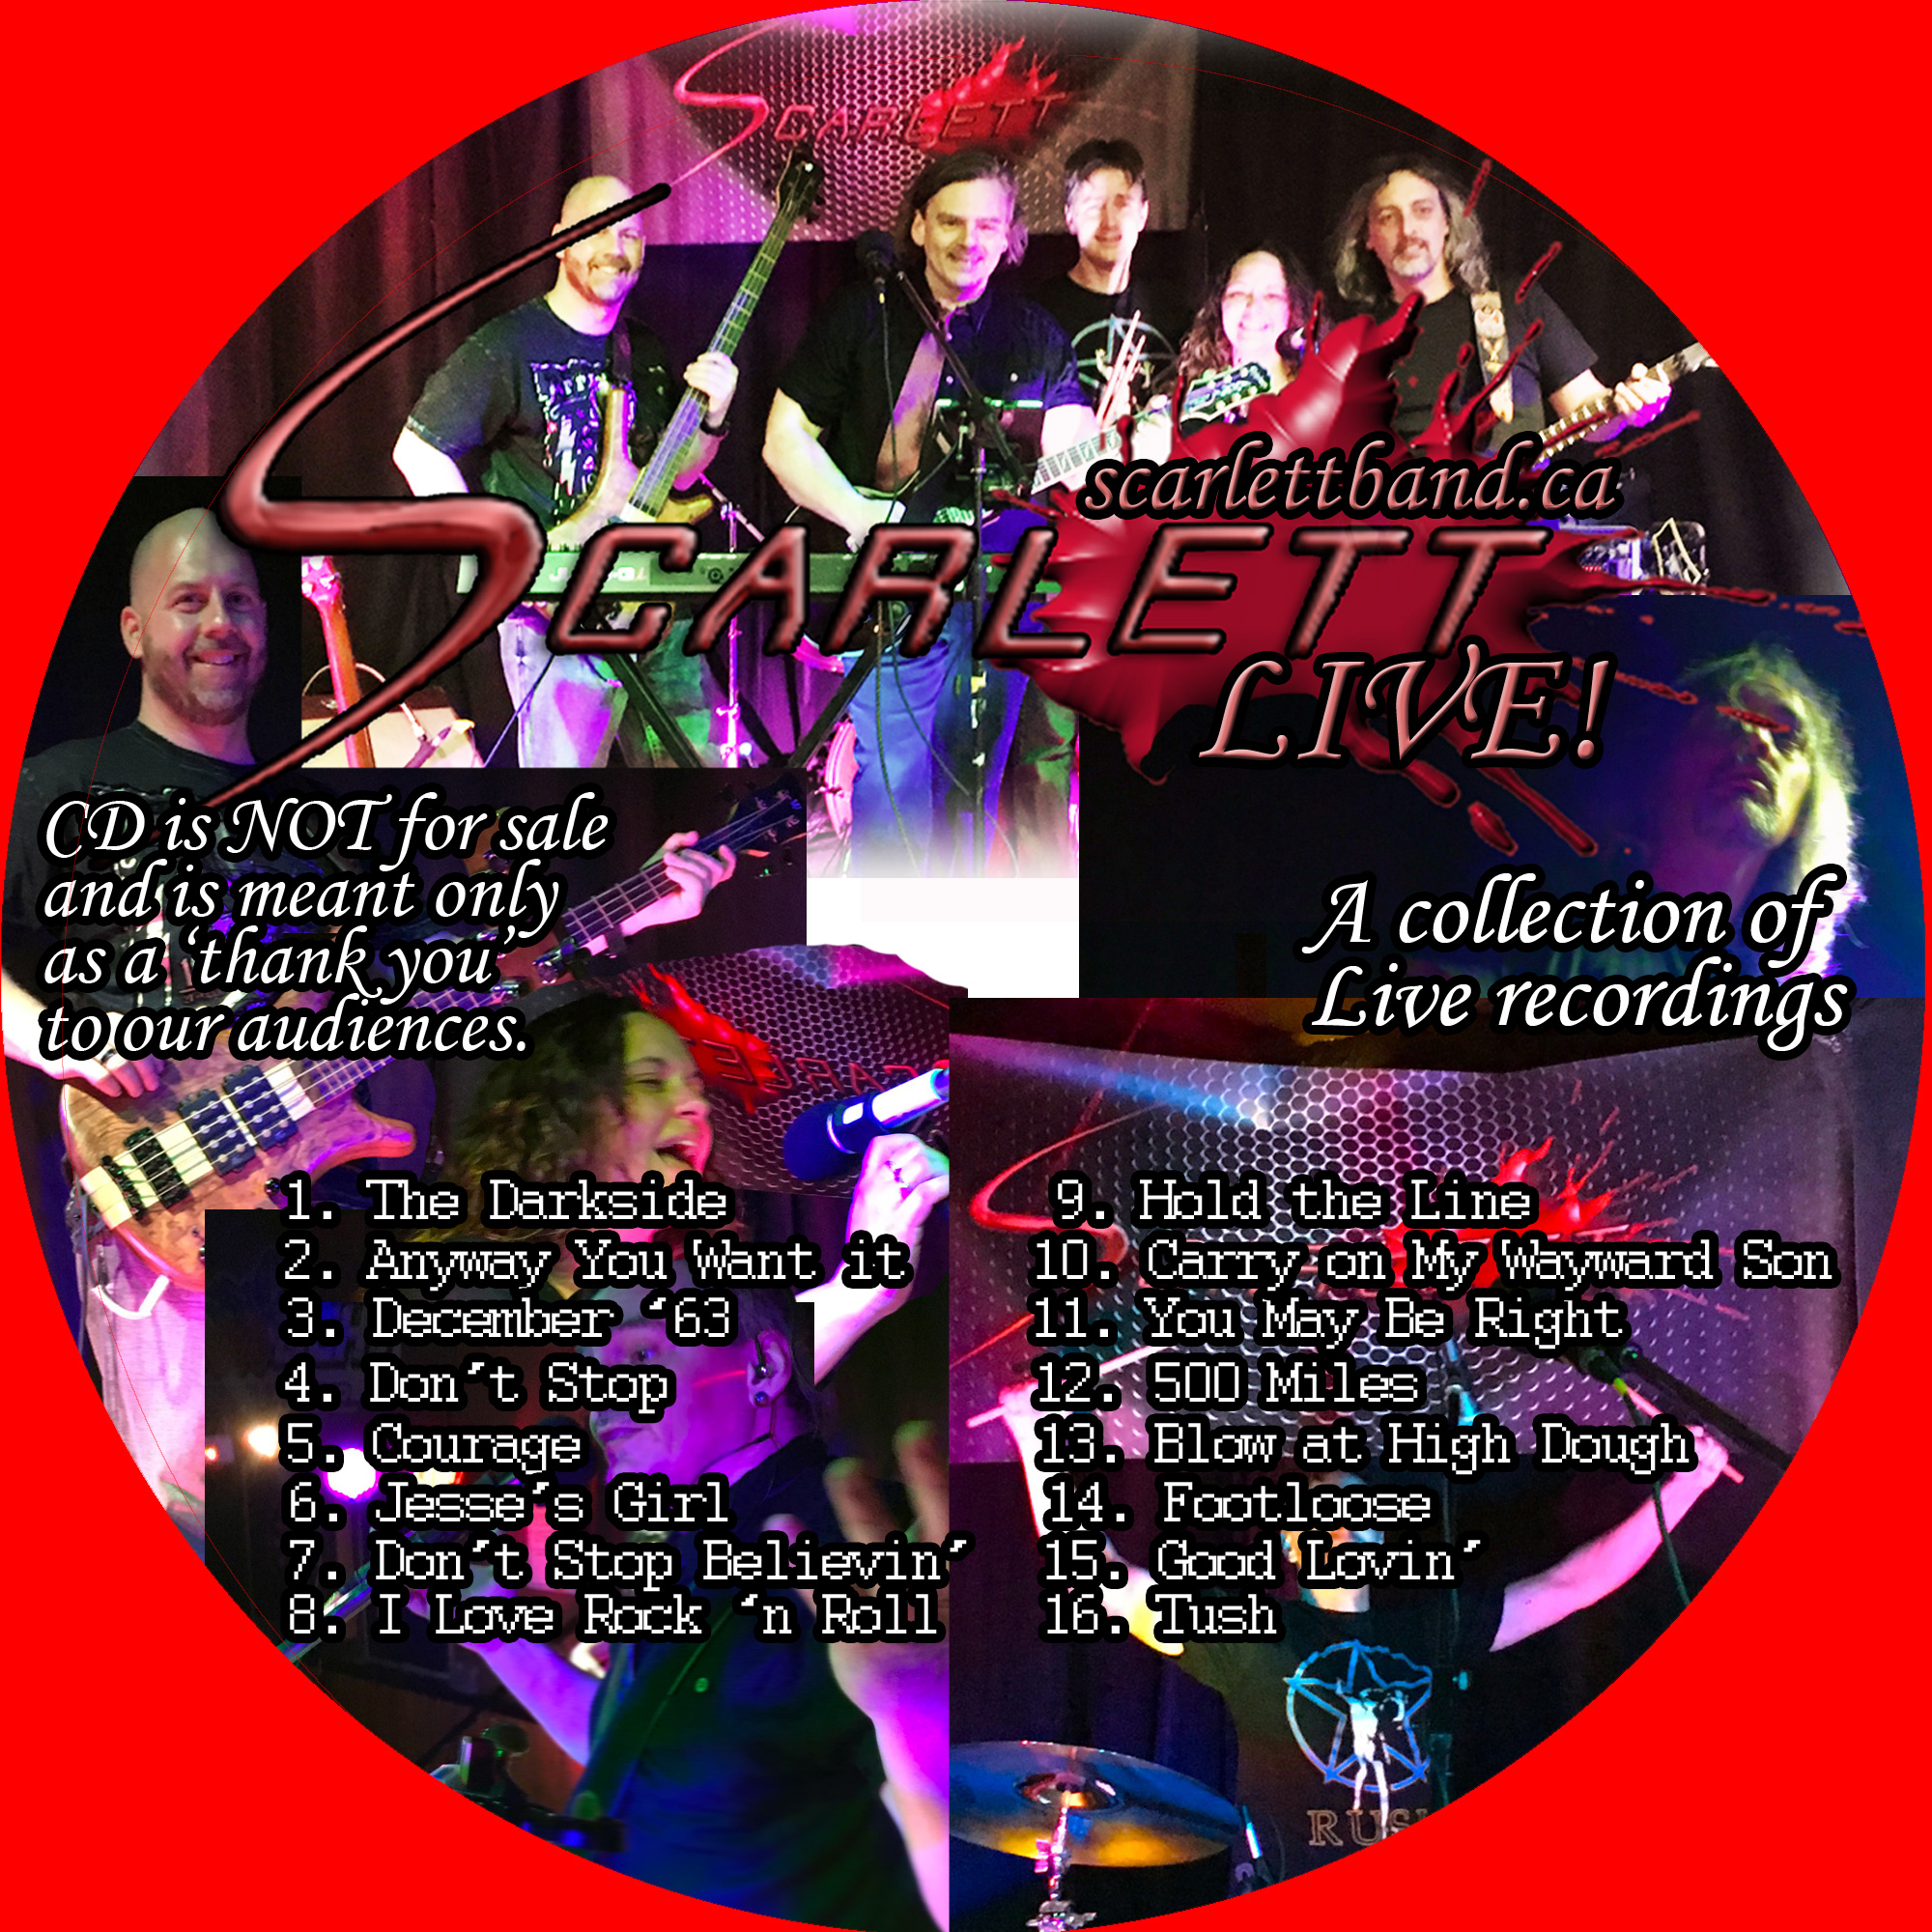 SCARLETT
scarlettband.ca
SCARLETT
LIVE!
CD is NOT for sale
and is meant only
as a ‘thank you’
to our audiences.
A collection of
Live recordings
1. The Darkside
2. Anyway You Want it
3. December ‘63
4. Don’t Stop
5. Courage
6. Jesse’s Girl
7. Don’t Stop Believin’
8. I Love Rock ‘n Roll
9. Hold the Line
10. Carry on My Wayward Son
11. You May Be Right
12. 500 Miles
13. Blow at High Dough
14. Footloose
15. Good Lovin’
16. Tush
RUSH